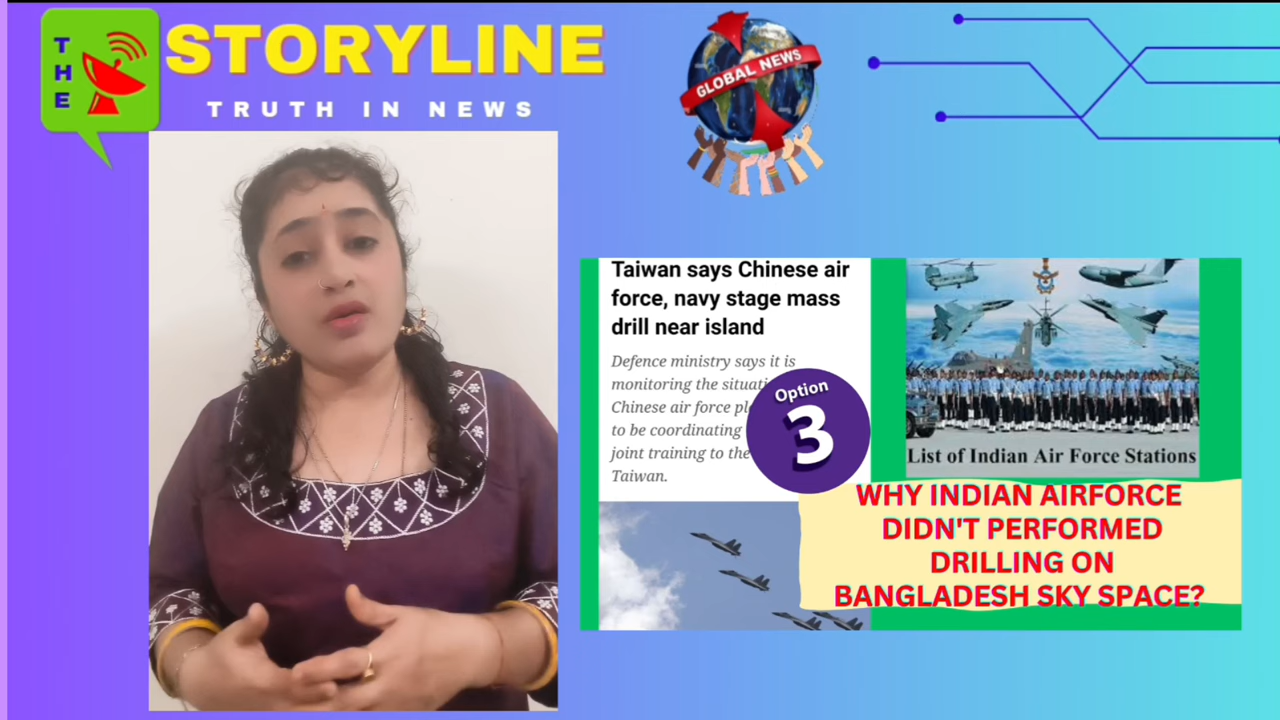 THE
STORYLINE
TRUTH IN NEWS
GLOBAL NEWS
Taiwan says Chinese air
force, navy stage mass
drill near island
Defence ministry says it is
monitoring the
Chinese air force
to be coordinating
joint training to the
Taiwan.
Option
3
List of Indian Air Force Stations
WHY INDIAN AIRFORCE
DIDN'T PERFORMED
DRILLING ON
BANGLADESH SKY SPACE?